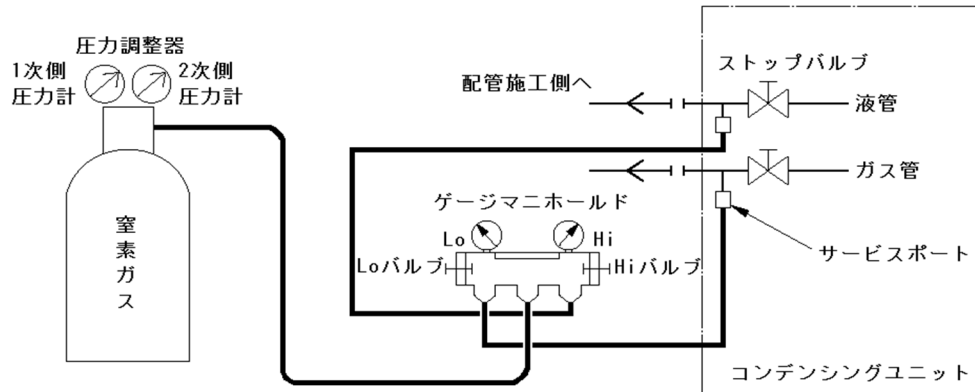 圧力調整器
1次側
圧力計
2次側
圧力計
窒素ガス
配管施工側へ
ストップバルブ
液管
ガス管
ゲージマニホールド
Lo
Hi
Loバルブ
Hiバルブ
サービスポート
コンデンシングユニット